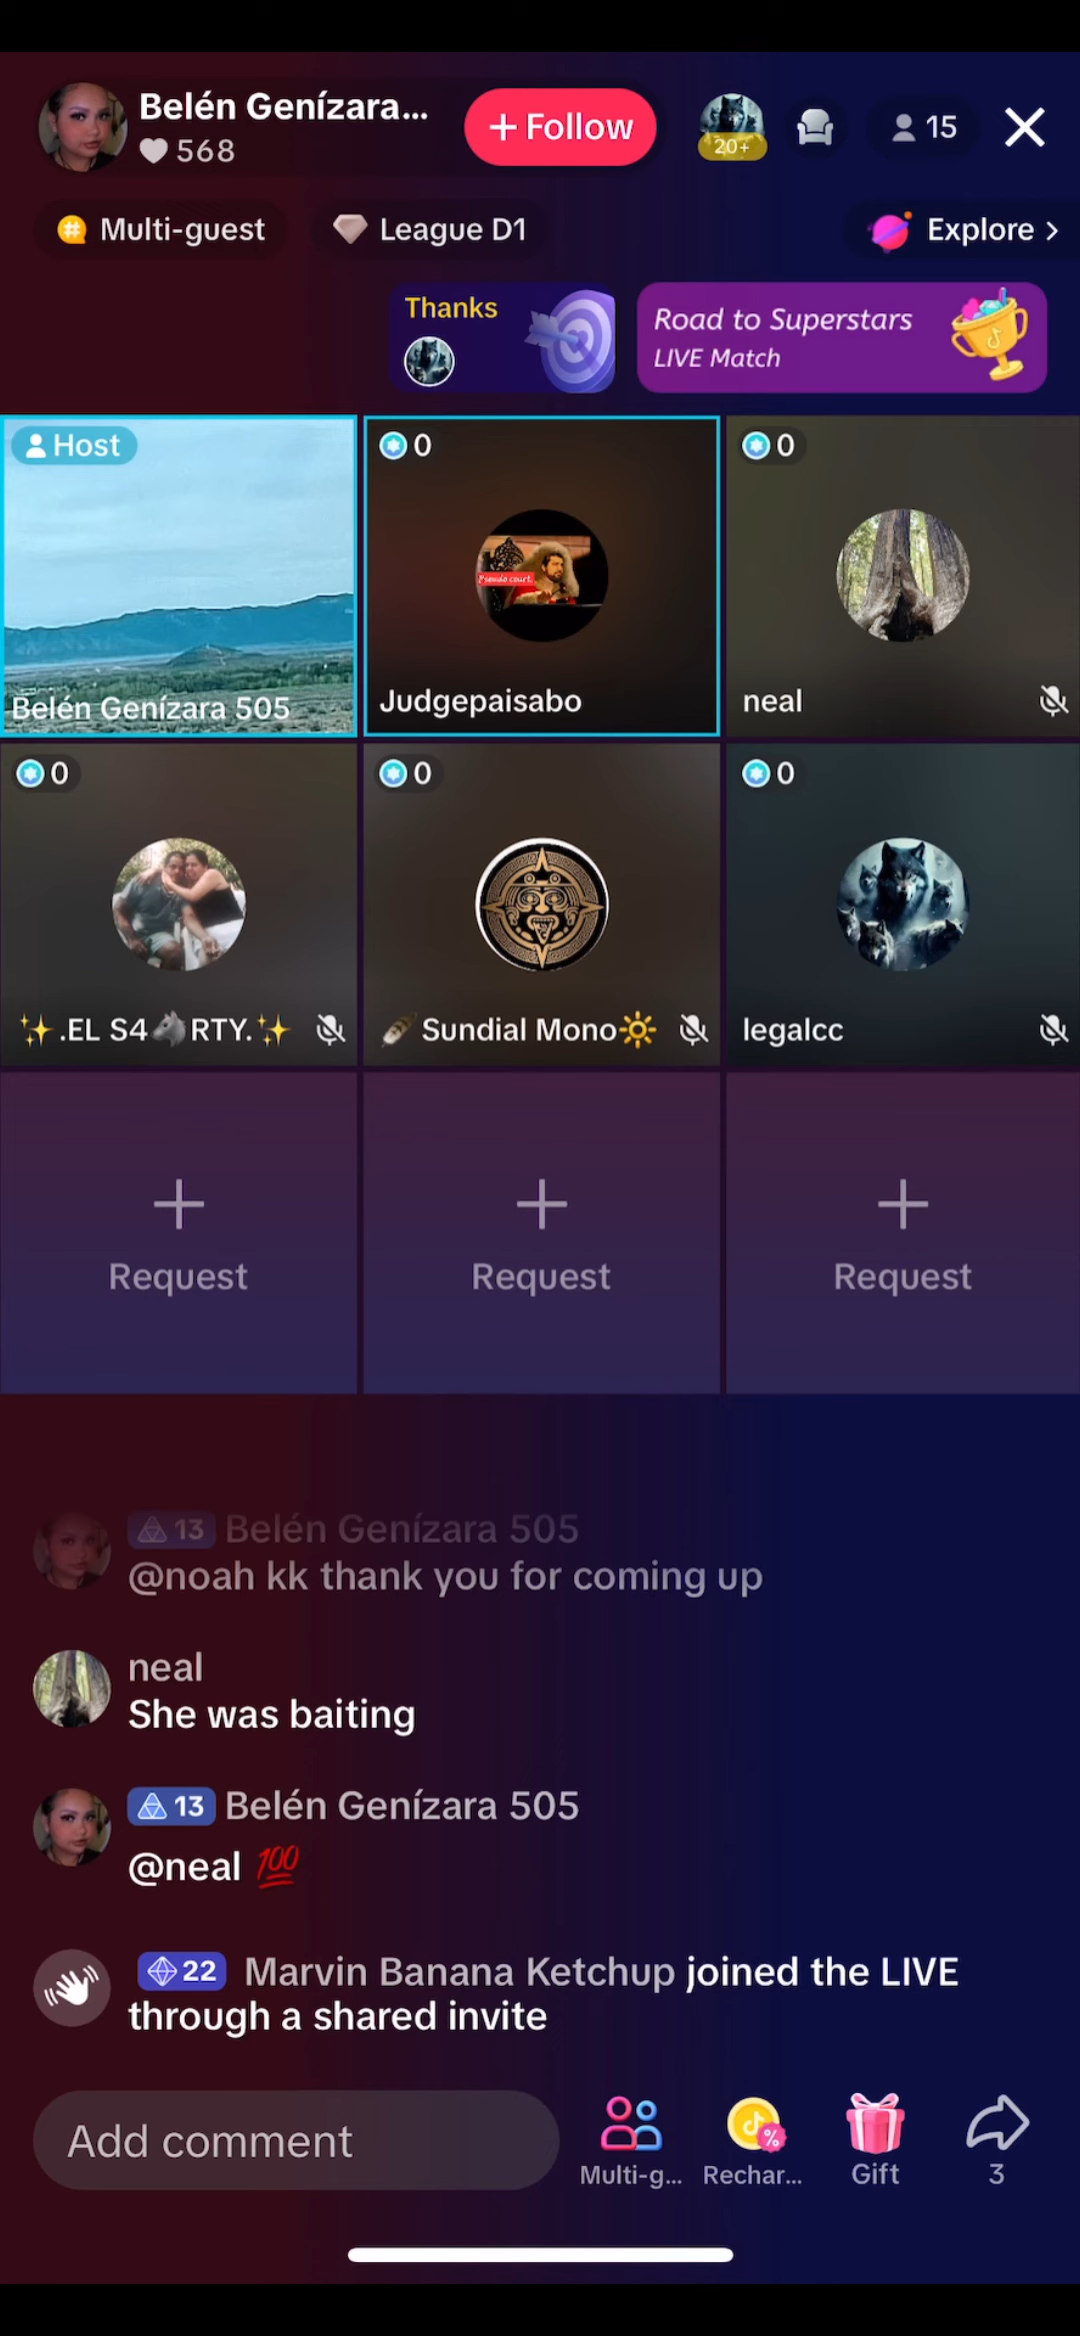 Belén Genízara...
568
+ Follow
20+
15
Multi-guest
League D1
Explore >
Thanks
Road to Superstars
LIVE Match
Host
Belén Genízara 505
0
Pseudo court.
Judgepaisabo
0
neal
0
✨.EL S4🐴RTY.✨
0
🪶Sundial Mono☀️
0
legalcc
Request
Request
Request
13 Belén Genízara 505
@noah kk thank you for coming up
neal
She was baiting
13 Belén Genízara 505
@neal 💯
22 Marvin Banana Ketchup joined the LIVE
through a shared invite
Add comment
Multi-g...
Rechar...
Gift
3